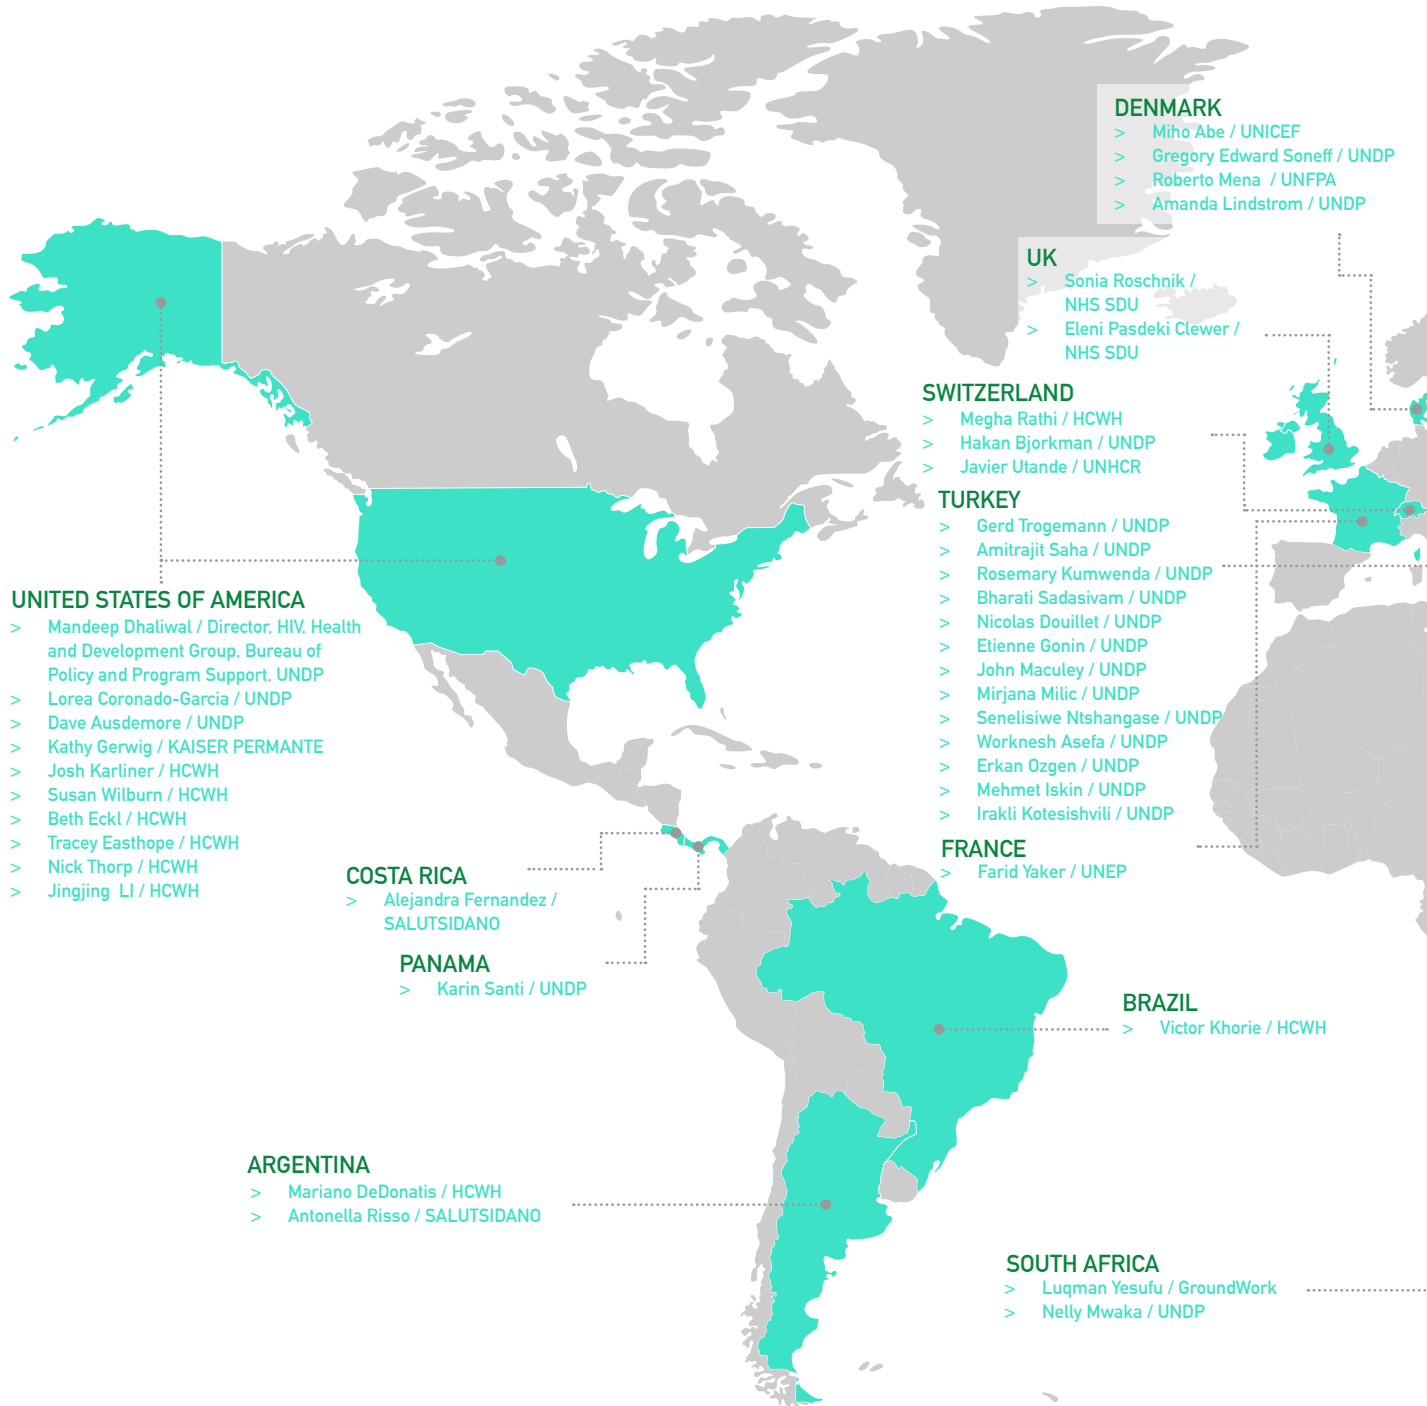 DENMARK
> Miho Abe / UNICEF
> Gregory Edward Soneff / UNDP
> Roberto Mena / UNFPA
> Amanda Lindstrom / UNDP
UK
> Sonia Roschnik /
NHS SDU
> Eleni Pasdeki Clewer /
NHS SDU
SWITZERLAND
> Megha Rathi / HCWH
> Hakan Bjorkman / UNDP
> Javier Utande / UNHCR
TURKEY
> Gerd Trogemann / UNDP
> Amitrajit Saha / UNDP
> Rosemary Kumwenda / UNDP
> Bharati Sadasivam / UNDP
> Nicolas Douillet / UNDP
> Etienne Gonin / UNDP
> John Maculey / UNDP
> Mirjana Milic / UNDP
> Senelisiwe Ntshangase / UNDP
> Worknesh Asefa / UNDP
> Erkan Ozgen / UNDP
> Mehmet Iskin / UNDP
> Irakli Kotesishvili / UNDP
FRANCE
> Farid Yaker / UNEP
UNITED STATES OF AMERICA
> Mandeep Dhaliwal / Director, HIV, Health
and Development Group, Bureau of
Policy and Program Support, UNDP
> Lorea Coronado-Garcia / UNDP
> Dave Ausdemore / UNDP
> Kathy Gerwig / KAISER PERMANTE
> Josh Karliner / HCWH
> Susan Wilburn / HCWH
> Beth Eckl / HCWH
> Tracey Easthope / HCWH
> Nick Thorp / HCWH
> Jingjing LI / HCWH
COSTA RICA
> Alejandra Fernandez /
SALUTSIDANO
PANAMA
> Karin Santi / UNDP
BRAZIL
> Victor Khorie / HCWH
ARGENTINA
> Mariano DeDonatis / HCWH
> Antonella Risso / SALUTSIDANO
SOUTH AFRICA
> Luqman Yesufu / GroundWork
> Nelly Mwaka / UNDP